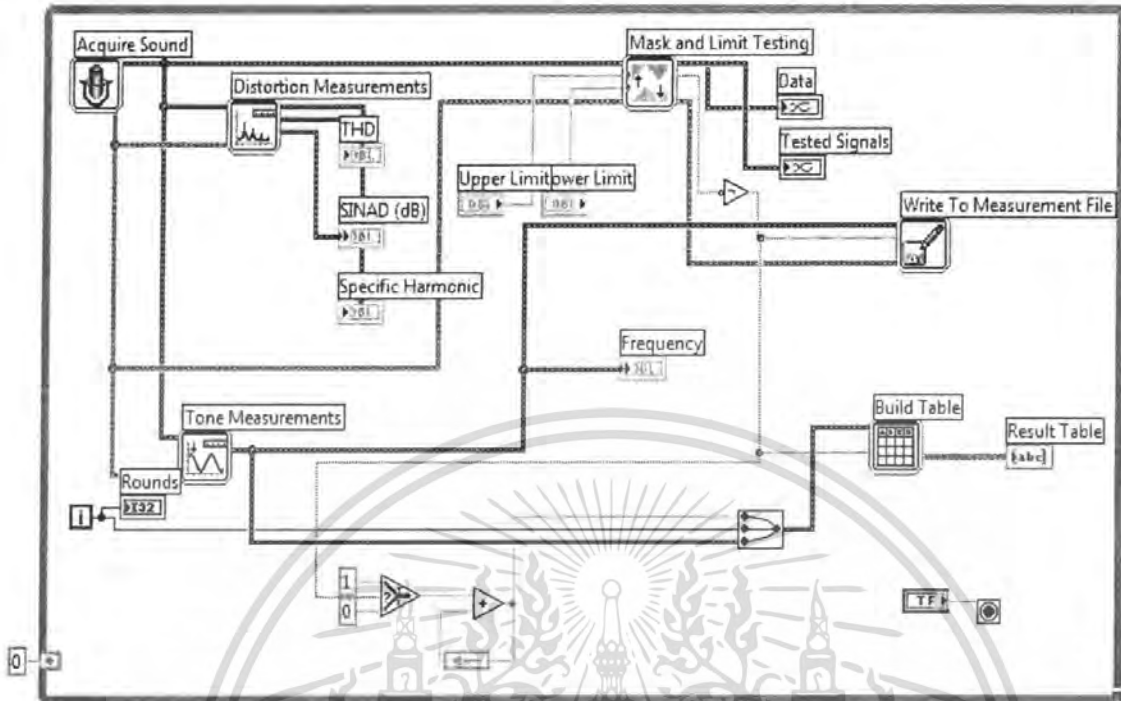 Acquire Sound
Mask and Limit Testing
Data
Distortion Measurements
THD
Tested Signals
Upper Limit
ower Limit
SINAD (dB)
Write To Measurement File
Specific Harmonic
Frequency
Build Table
Tone Measurements
Result Table
abc
Rounds
I32
i
1
0
TF
0